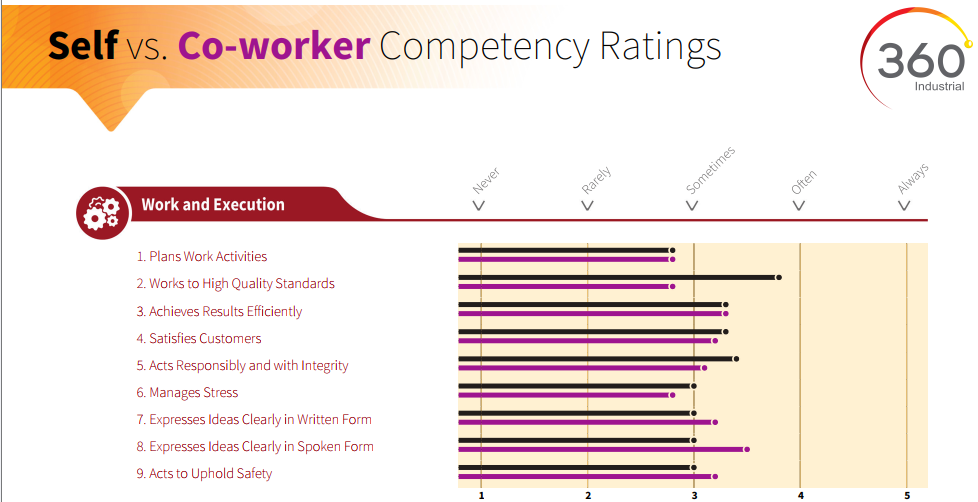 Self vs. Co-worker Competency Ratings
360
Industrial
Never
Rarely
Sometimes
Often
Always
Work and Execution
1. Plans Work Activities
2. Works to High Quality Standards
3. Achieves Results Efficiently
4. Satisfies Customers
5. Acts Responsibly and with Integrity
6. Manages Stress
7. Expresses Ideas Clearly in Written Form
8. Expresses Ideas Clearly in Spoken Form
9. Acts to Uphold Safety
1 2 3 4 5